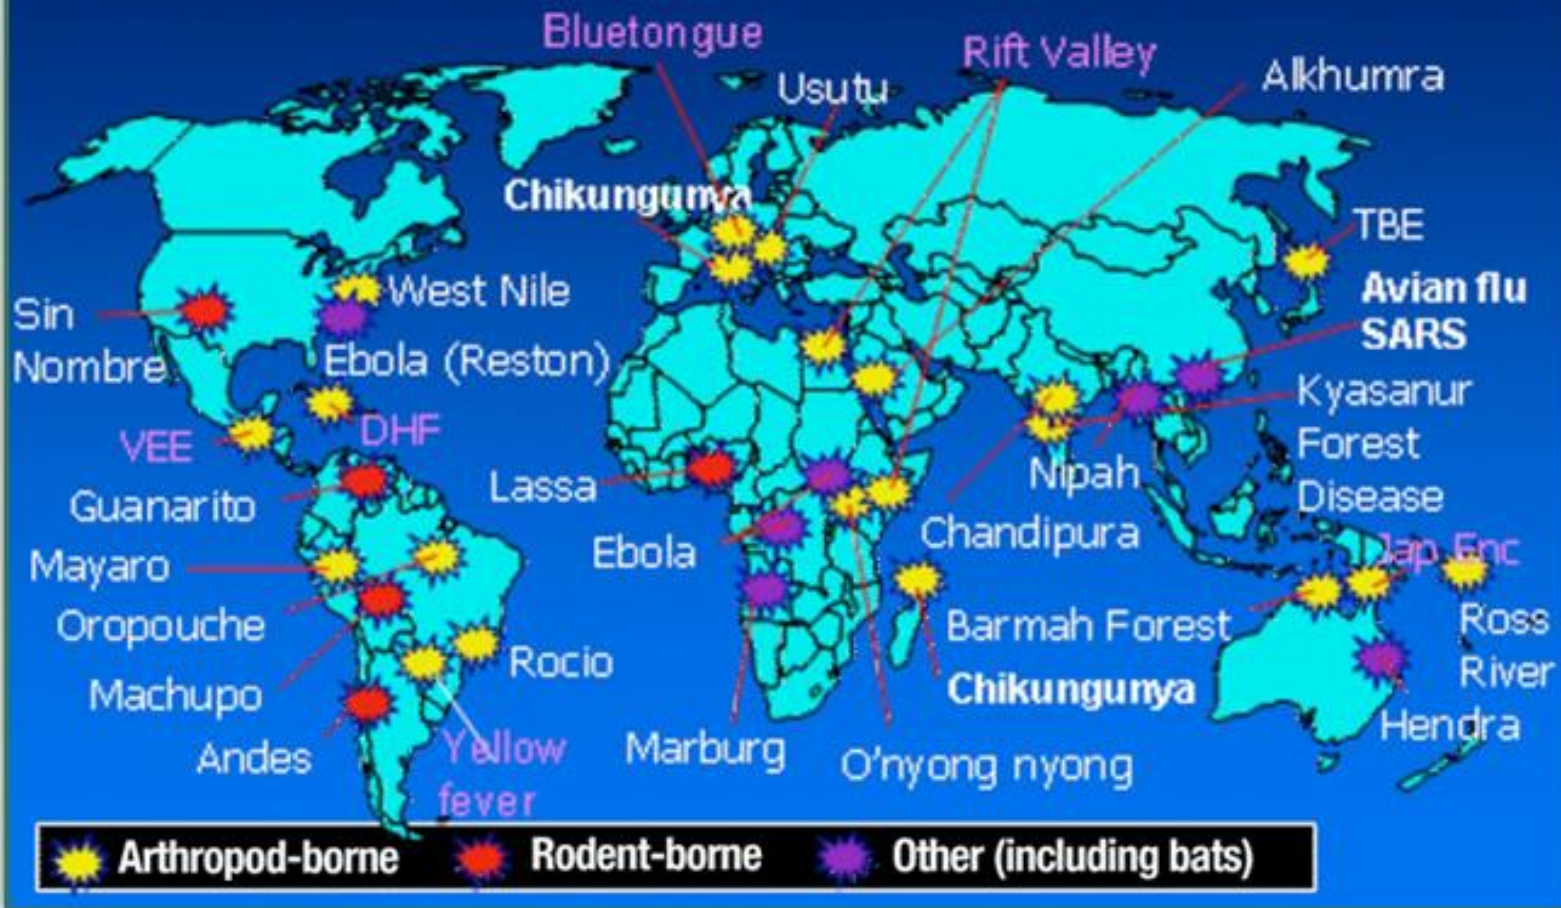 Bluetongue
Rift Valley
Usutu
Alkhumra
Chikungunya
TBE
West Nile
Avian flu
SARS
Sin
Nombre
Ebola (Reston)
Kyasanur
Forest
Disease
VEE
DHF
Nipah
Lassa
Guanarito
Chandipura
Ebola
Jap Enc
Mayaro
Oropouche
Barmah Forest
Ross
River
Rocio
Machupo
Chikungunya
Hendra
Andes
Yellow
fever
Marburg
O'nyong nyong
Arthropod-borne
Rodent-borne
Other (including bats)